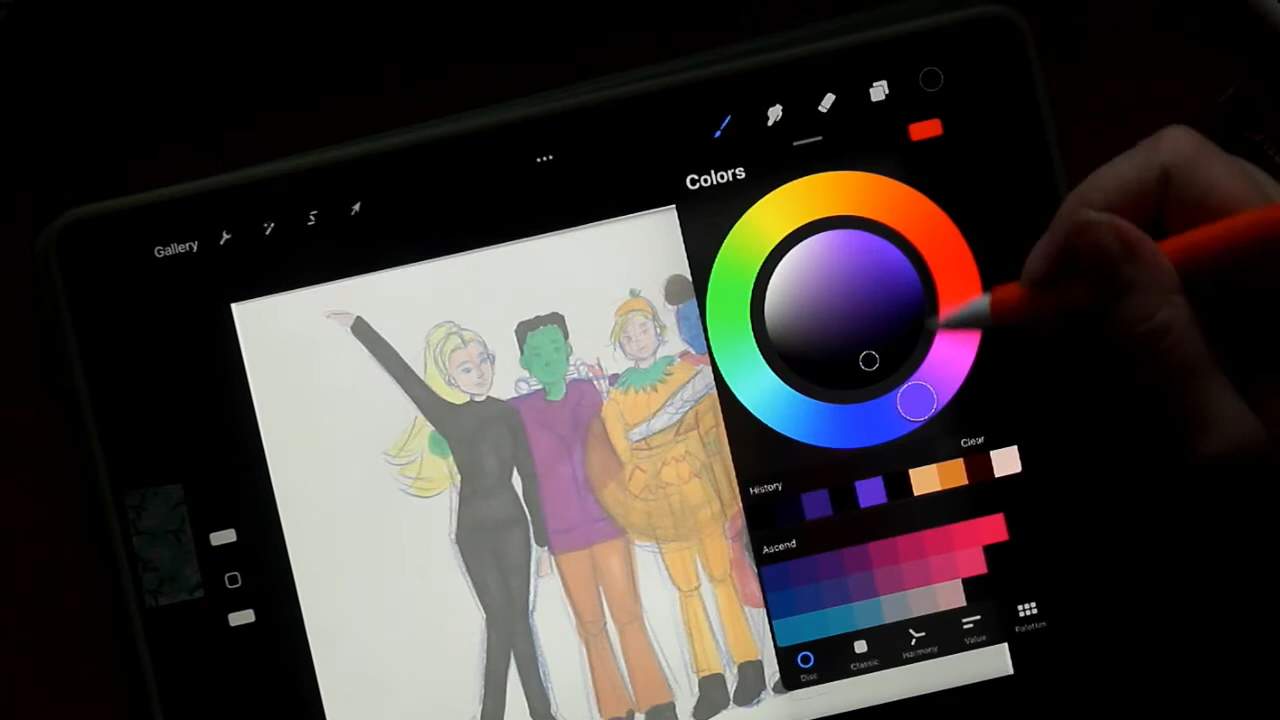 Gallery
Colors
Clear
History
Ascend
Disc
Classic
Harmony
Value
Palettes